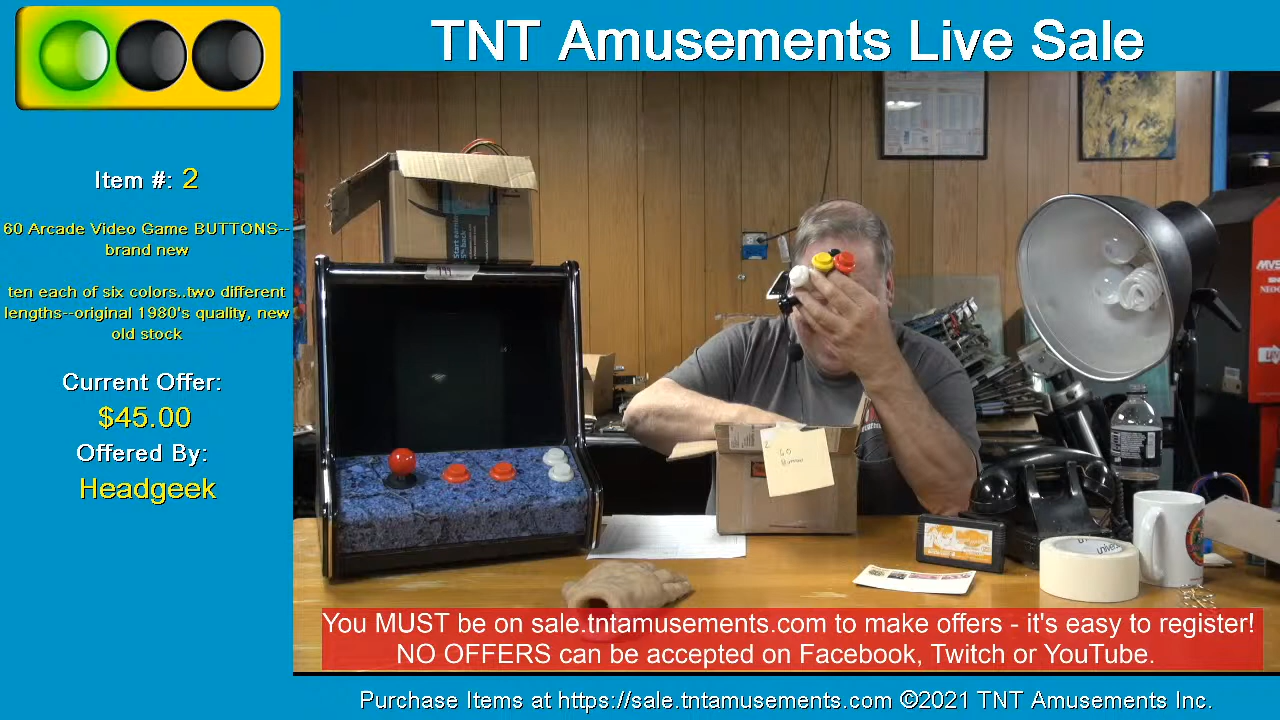 TNT Amusements Live Sale
Item #: 2
60 Arcade Video Game BUTTONS--
brand new
ten each of six colors..two different
lengths--original 1980's quality, new
old stock
Current Offer:
$45.00
Offered By:
Headgeek
60
You MUST be on sale.tntamusements.com to make offers - it's easy to register!
NO OFFERS can be accepted on Facebook, Twitch or YouTube.
Purchase Items at https://sale.tntamusements.com ©2021 TNT Amusements Inc.